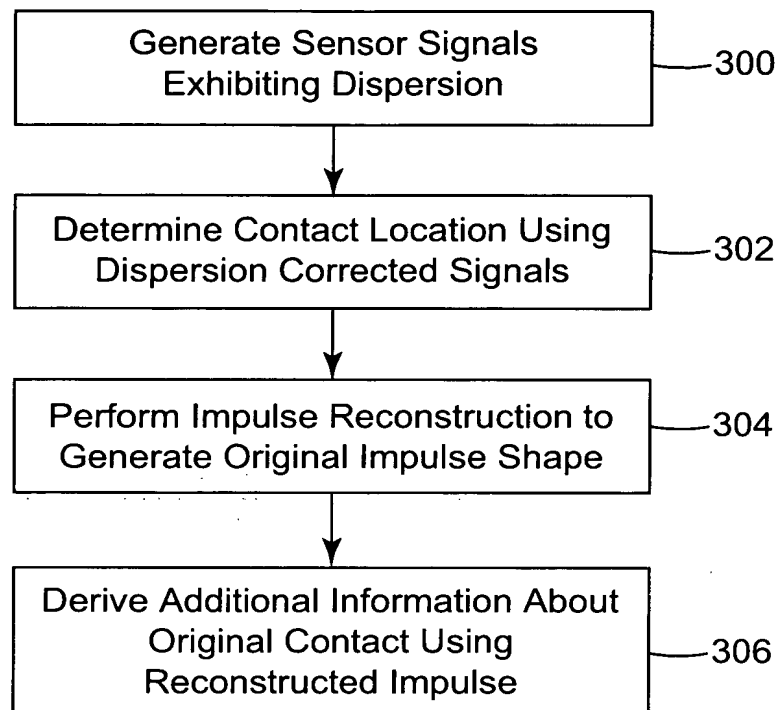 Generate Sensor Signals
Exhibiting Dispersion
300
Determine Contact Location Using
Dispersion Corrected Signals
302
Perform Impulse Reconstruction to
Generate Original Impulse Shape
304
Derive Additional Information About
Original Contact Using
Reconstructed Impulse
306